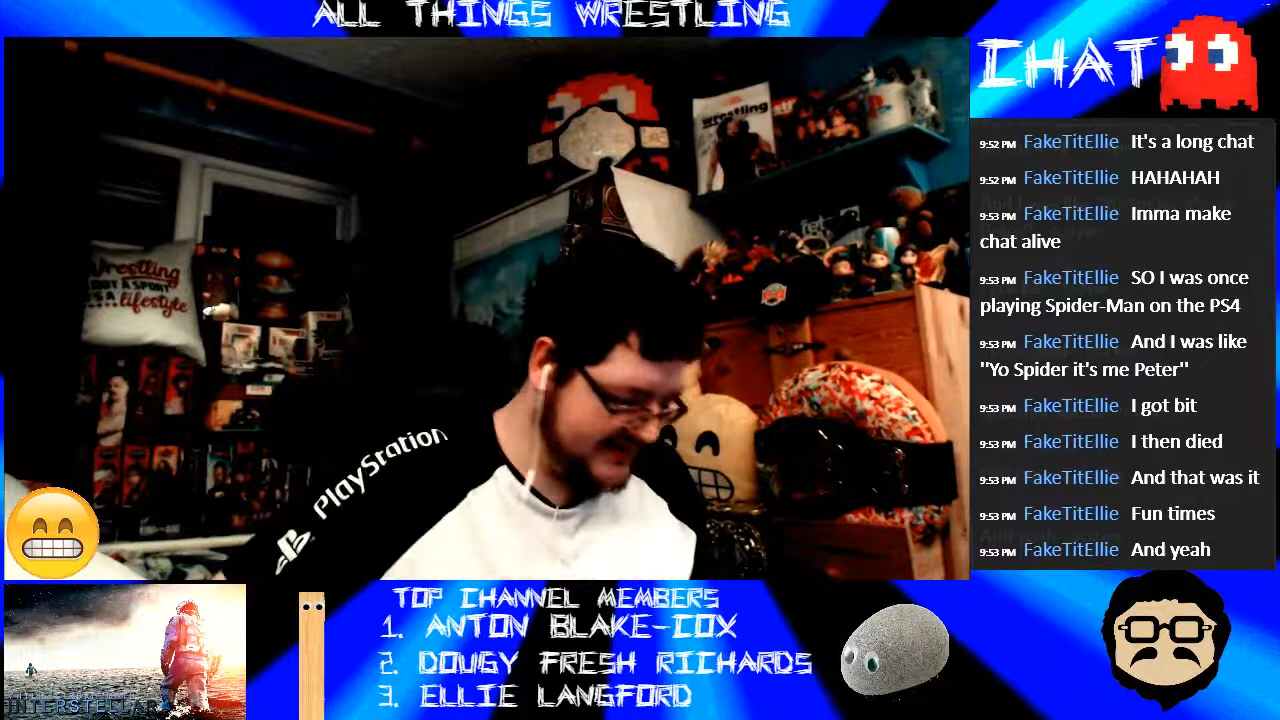 ALL THINGS WRESTLING
CHAT
wrestling
Wrestling
NOT A SPORT
IT'S A lifestyle
PlayStation
9:52 PM FakeTitEllie It's a long chat
9:52 PM FakeTitEllie HAHAHAH
9:53 PM FakeTitEllie Imma make
chat alive
9:53 PM FakeTitEllie SO I was once
playing Spider-Man on the PS4
9:53 PM FakeTitEllie And I was like
"Yo Spider it's me Peter"
9:53 PM FakeTitEllie I got bit
9:53 PM FakeTitEllie I then died
9:53 PM FakeTitEllie And that was it
9:53 PM FakeTitEllie Fun times
9:53 PM FakeTitEllie And yeah
INTERSTELLAR
TOP CHANNEL MEMBERS
1. ANTON BLAKE-COX
2. DOUGY FRESH RICHARDS
3. ELLIE LANGFORD